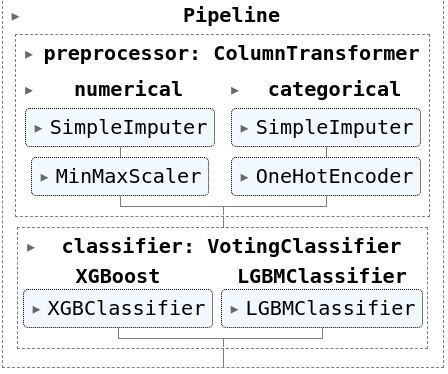 Pipeline
preprocessor: ColumnTransformer
numerical categorical
SimpleImputer SimpleImputer
MinMaxScaler OneHotEncoder
classifier: VotingClassifier
XGBoost LGBMClassifier
XGBClassifier LGBMClassifier